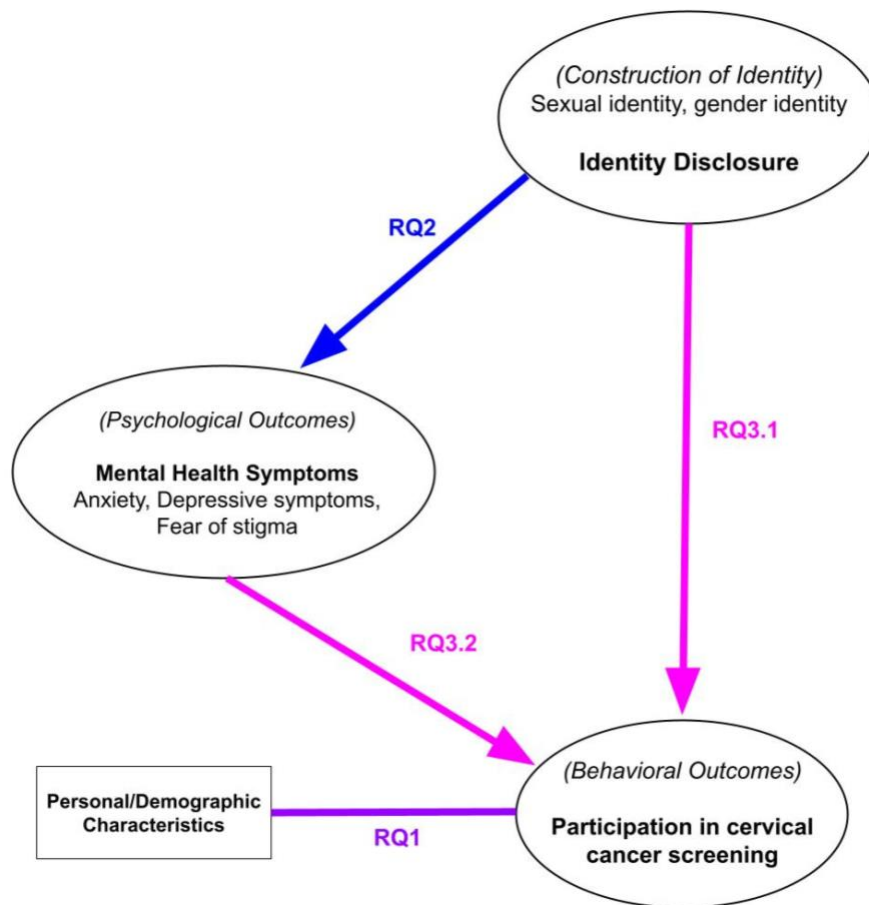 (Construction of Identity)
Sexual identity, gender identity
Identity Disclosure
RQ2
RQ3.1
(Psychological Outcomes)
Mental Health Symptoms
Anxiety, Depressive symptoms,
Fear of stigma
RQ3.2
Personal/Demographic
Characteristics
RQ1
(Behavioral Outcomes)
Participation in cervical
cancer screening